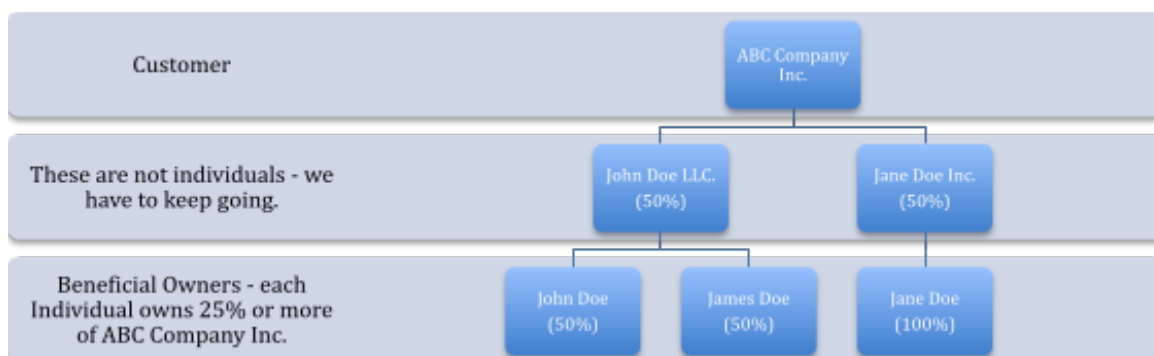 Customer
ABC Company
Inc.
These are not individuals - we
have to keep going.
John Doe LLC.
(50%)
Jane Doe Inc.
(50%)
Beneficial Owners - each
Individual owns 25% or more
of ABC Company Inc.
John Doe
(50%)
James Doe
(50%)
Jane Doe
(100%)